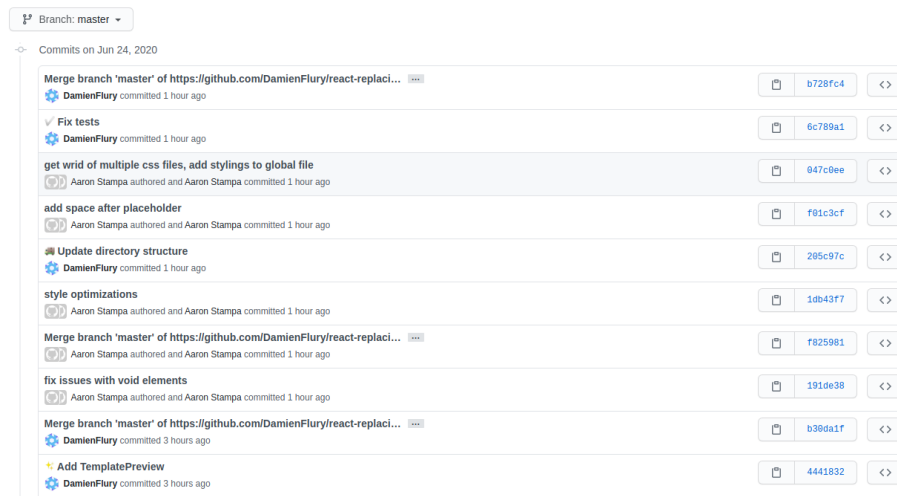 Branch: master
Commits on Jun 24, 2020
Merge branch 'master' of https://github.com/DamienFlury/react-replaci… …
DamienFlury committed 1 hour ago
b728fc4
Fix tests
DamienFlury committed 1 hour ago
6c789a1
get wrid of multiple css files, add stylings to global file
Aaron Stampa authored and Aaron Stampa committed 1 hour ago
047c0ee
add space after placeholder
Aaron Stampa authored and Aaron Stampa committed 1 hour ago
f01c3cf
Update directory structure
DamienFlury committed 1 hour ago
205c97c
style optimizations
Aaron Stampa authored and Aaron Stampa committed 1 hour ago
1db43f7
Merge branch 'master' of https://github.com/DamienFlury/react-replaci… …
Aaron Stampa authored and Aaron Stampa committed 1 hour ago
f825981
fix issues with void elements
Aaron Stampa authored and Aaron Stampa committed 1 hour ago
191de38
Merge branch 'master' of https://github.com/DamienFlury/react-replaci… …
DamienFlury committed 3 hours ago
b30da1f
✨ Add TemplatePreview
DamienFlury committed 3 hours ago
4441832